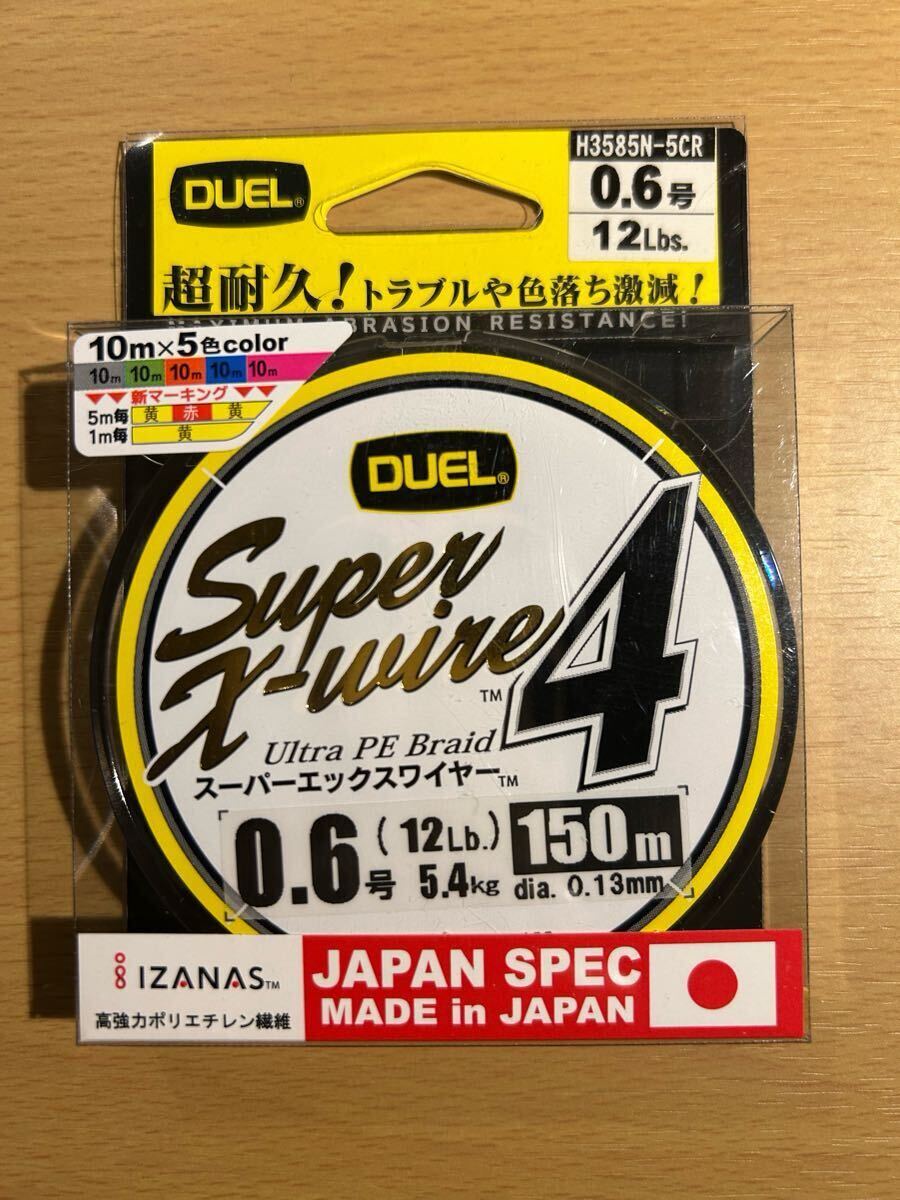 DUEL®
H3585N-5CR
0.6号
12Lbs.
超耐久！トラブルや色落ち激減！
MAXIMUM ABRASION RESISTANCE!
10m×5色color
10m 10m 10m 10m 10m
新マーキング
5m毎 黄 赤 黄
1m毎 黄
DUEL®
Super
X-wire™ 4
Ultra PE Braid
スーパーエックスワイヤー™
0.6号 (12Lb.) 5.4kg
150m
dia. 0.13mm
IZANAS™
高強力ポリエチレン繊維
JAPAN SPEC
MADE in JAPAN